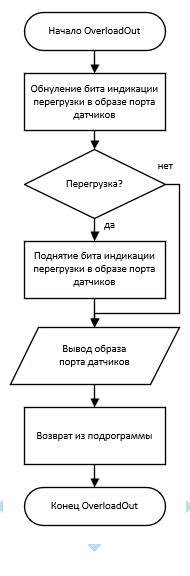 Начало OverloadOut
Обнуление бита индикации
перегрузки в образе порта
датчиков
нет
Перегрузка?
да
Поднятие бита индикации
перегрузки в образе порта
датчиков
Вывод образа
порта датчиков
Возврат из подрограммы
Конец OverloadOut